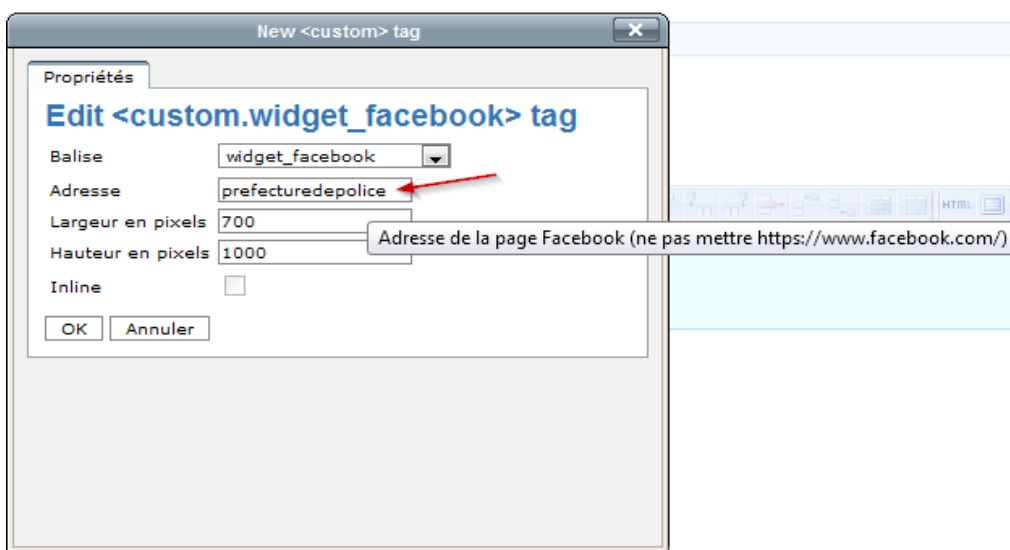 New <custom> tag
Propriétés
Edit <custom.widget_facebook> tag
Balise widget_facebook
Adresse prefecturedepolice
Largeur en pixels 700
Adresse de la page Facebook (ne pas mettre https://www.facebook.com/)
Hauteur en pixels 1000
Inline
OK Annuler
HTML